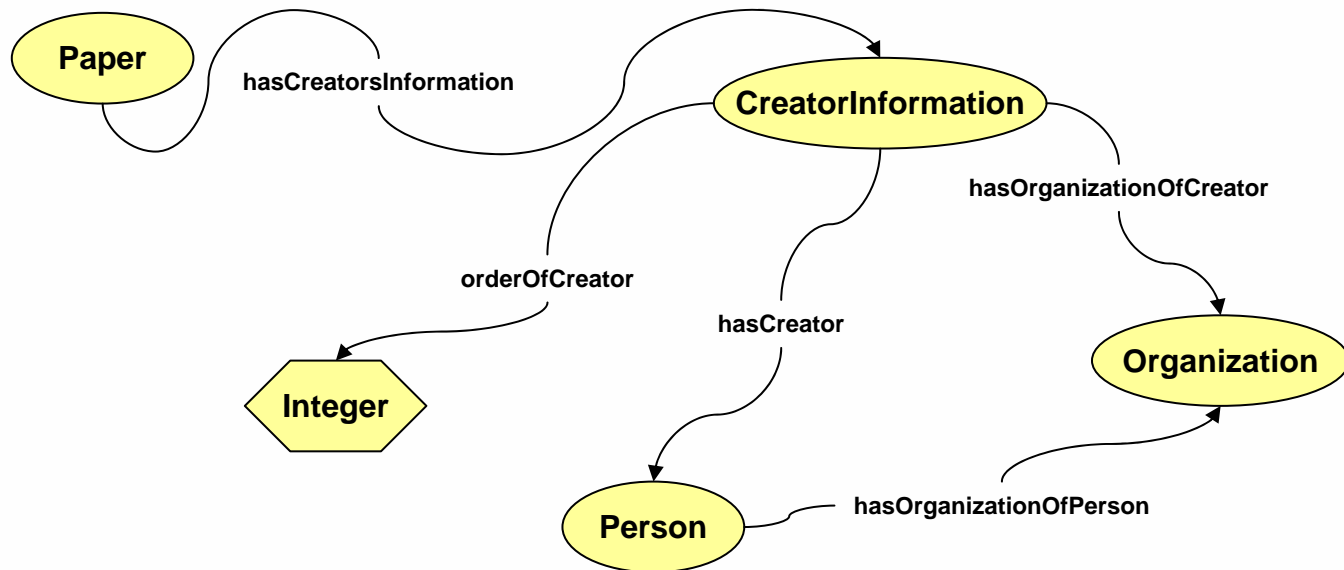 Paper
hasCreatorsInformation
CreatorInformation
hasOrganizationOfCreator
orderOfCreator
hasCreator
Organization
Integer
hasOrganizationOfPerson
Person